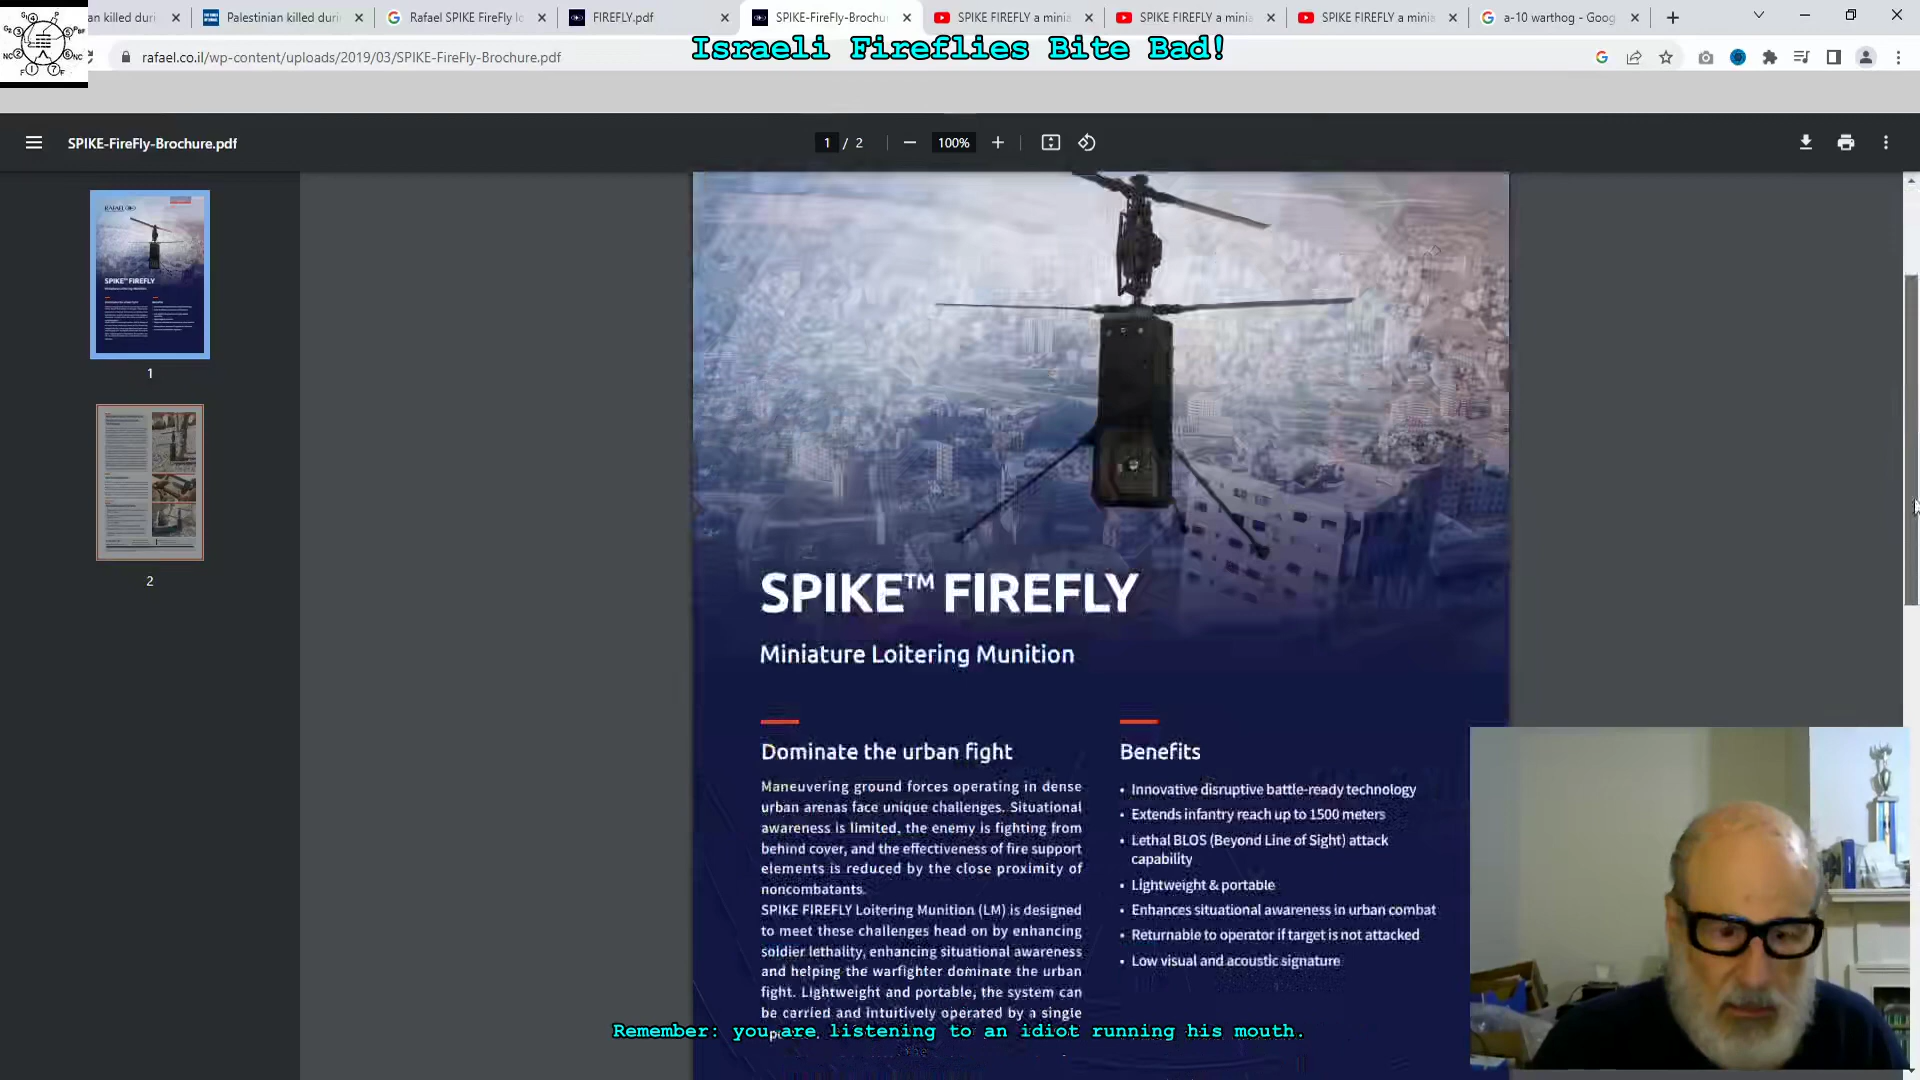 an killed duri
Palestinian killed duri
Rafael SPIKE FireFly lo
FIREFLY.pdf
SPIKE-FireFly-Brochur
SPIKE FIREFLY a minia
SPIKE FIREFLY a minia
SPIKE FIREFLY a minia
a-10 warthog - Goog
rafael.co.il/wp-content/uploads/2019/03/SPIKE-FireFly-Brochure.pdf
Israeli Fireflies Bite Bad!
SPIKE-FireFly-Brochure.pdf
1 / 2
100%
SPIKE™ FIREFLY
1
2
SPIKE™ FIREFLY
Miniature Loitering Munition
Dominate the urban fight
Maneuvering ground forces operating in dense
urban arenas face unique challenges. Situational
awareness is limited, the enemy is fighting from
behind cover, and the effectiveness of fire support
elements is reduced by the close proximity of
noncombatants.
SPIKE FIREFLY Loitering Munition (LM) is designed
to meet these challenges head on by enhancing
soldier lethality, enhancing situational awareness
and helping the warfighter dominate the urban
fight. Lightweight and portable, the system can
be carried and intuitively operated by a single
Benefits
• Innovative disruptive battle-ready technology
• Extends infantry reach up to 1500 meters
• Lethal BLOS (Beyond Line of Sight) attack
capability
• Lightweight & portable
• Enhances situational awareness in urban combat
• Returnable to operator if target is not attacked
• Low visual and acoustic signature
Remember: you are listening to an idiot running his mouth.